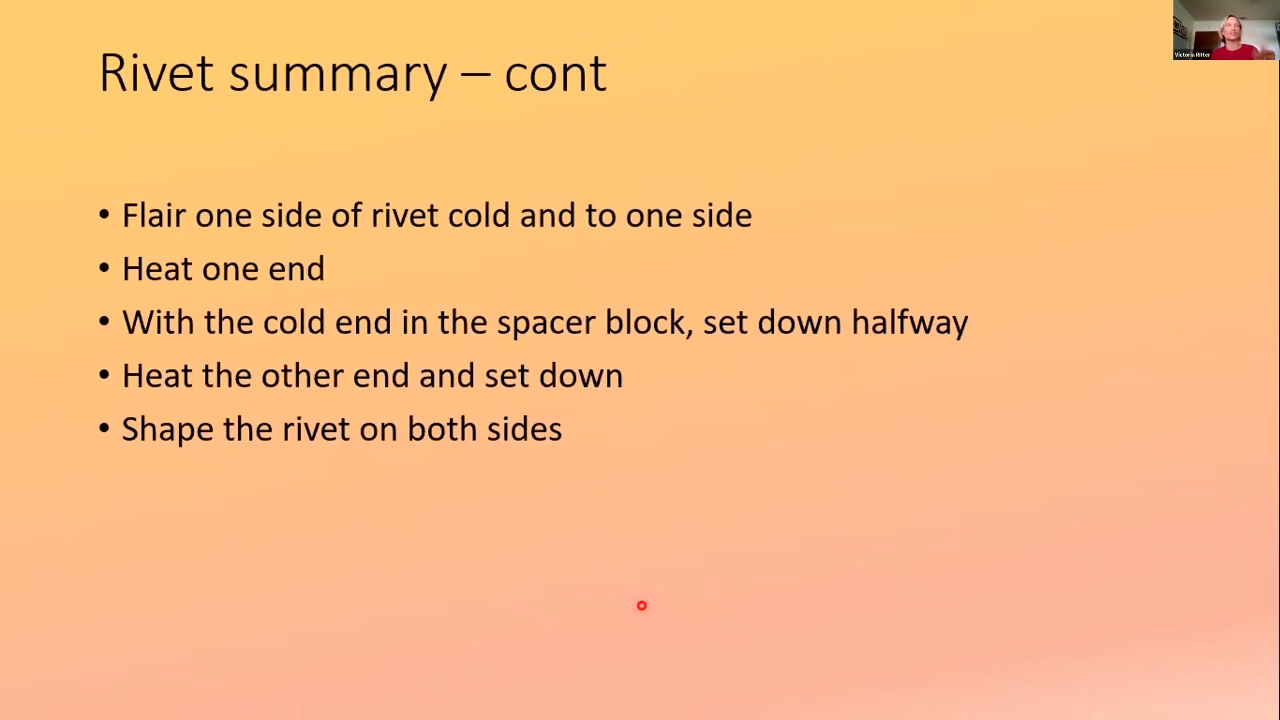 Rivet summary – cont
Victoria Ritter
• Flair one side of rivet cold and to one side
• Heat one end
• With the cold end in the spacer block, set down halfway
• Heat the other end and set down
• Shape the rivet on both sides